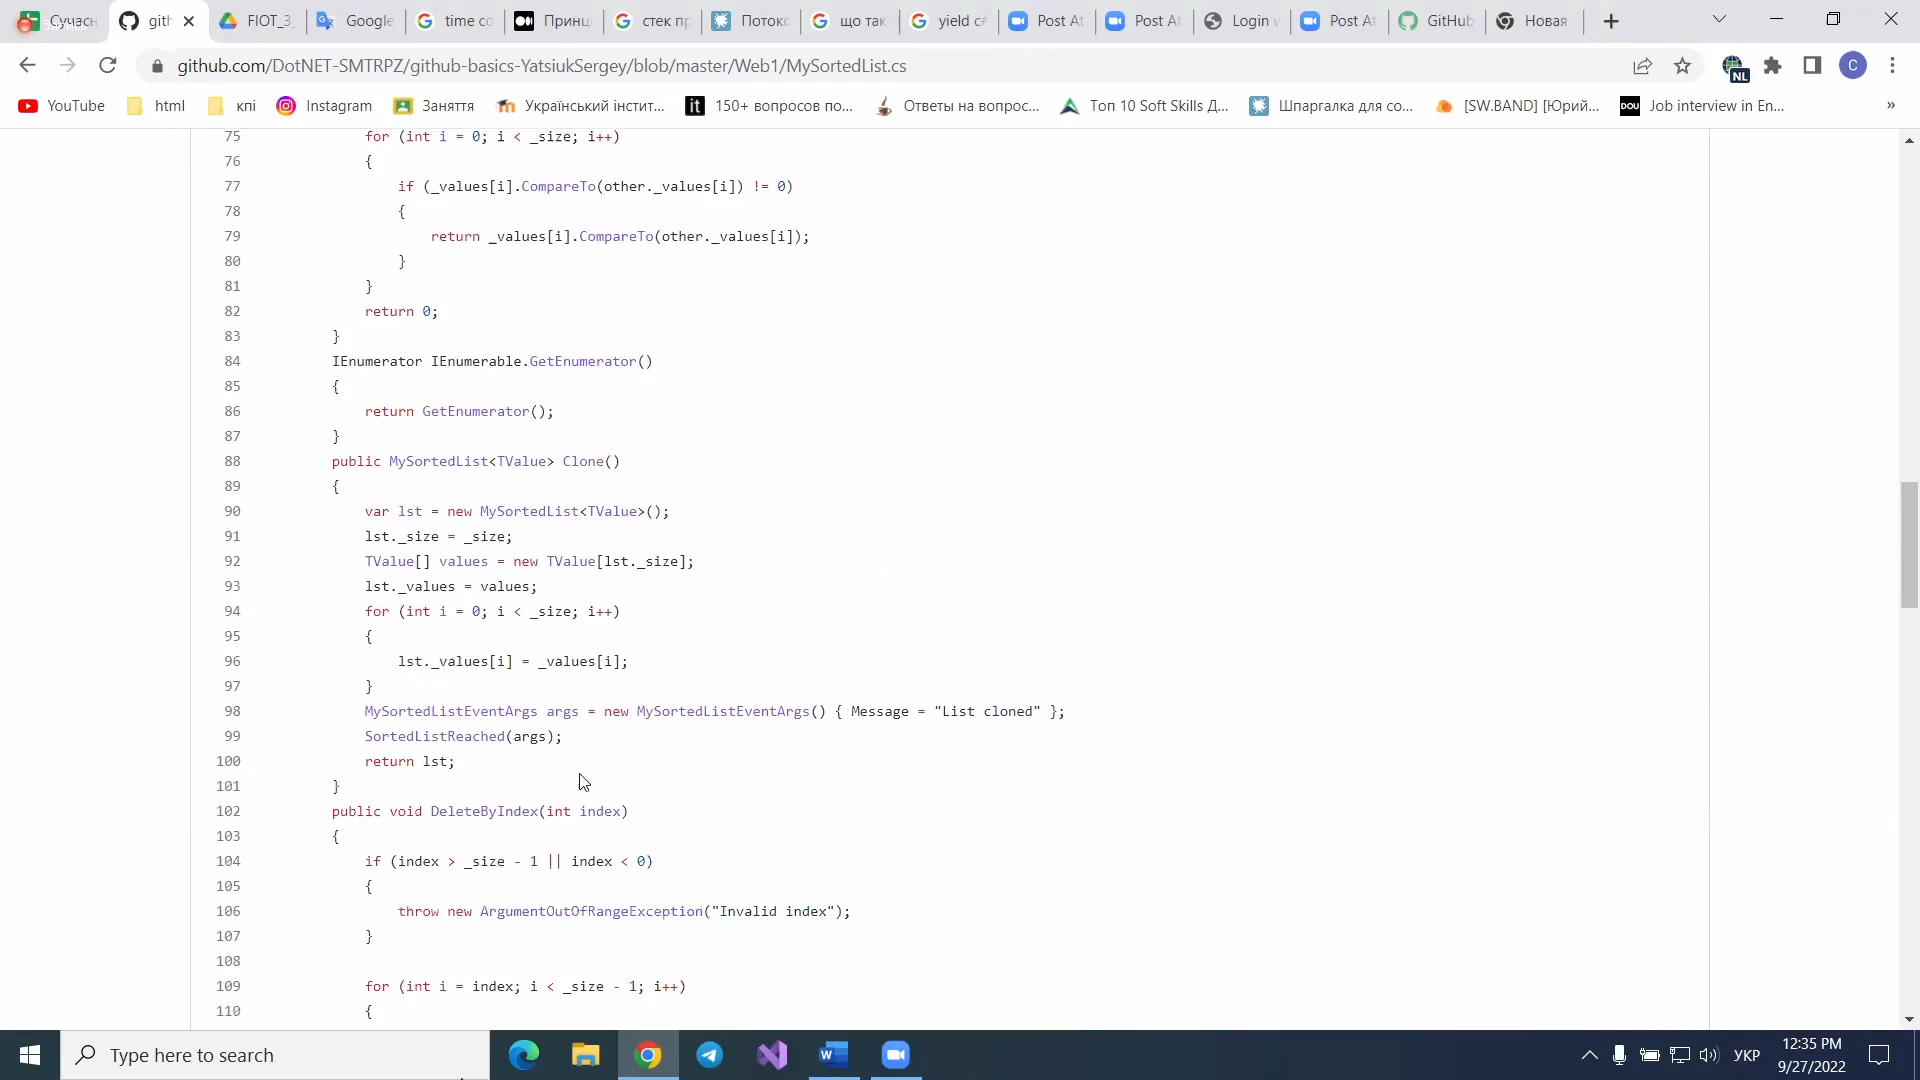 Сучасн
gith
FIOT_3_
Google
time co
Принц
стек пр
Потокс
що так
yield c#
Post At
Post At
Login v
Post At
GitHub
Новая
github.com/DotNET-SMTRPZ/github-basics-YatsiukSergey/blob/master/Web1/MySortedList.cs
NL
C
YouTube
html
кпі
Instagram
Заняття
Український інстит...
it
150+ вопросов по...
Ответы на вопрос...
Топ 10 Soft Skills Д...
Шпаргалка для со...
[SW.BAND] [Юрий...
DOU
Job interview in En...
»
75 for (int i = 0; i < _size; i++)
76 {
77 if (_values[i].CompareTo(other._values[i]) != 0)
78 {
79 return _values[i].CompareTo(other._values[i]);
80 }
81 }
82 return 0;
83 }
84 IEnumerator IEnumerable.GetEnumerator()
85 {
86 return GetEnumerator();
87 }
88 public MySortedList<TValue> Clone()
89 {
90 var lst = new MySortedList<TValue>();
91 lst._size = _size;
92 TValue[] values = new TValue[lst._size];
93 lst._values = values;
94 for (int i = 0; i < _size; i++)
95 {
96 lst._values[i] = _values[i];
97 }
98 MySortedListEventArgs args = new MySortedListEventArgs() { Message = "List cloned" };
99 SortedListReached(args);
100 return lst;
101 }
102 public void DeleteByIndex(int index)
103 {
104 if (index > _size - 1 || index < 0)
105 {
106 throw new ArgumentOutOfRangeException("Invalid index");
107 }
108
109 for (int i = index; i < _size - 1; i++)
110 {
Type here to search
УКР
12:35 PM
9/27/2022